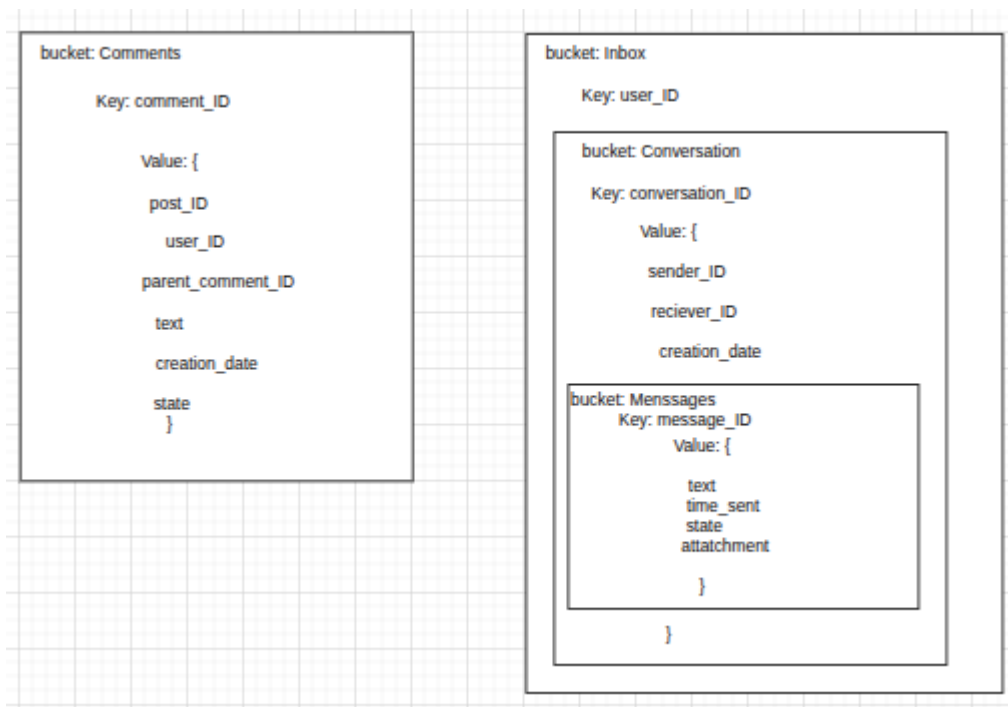 bucket: Comments
Key: comment_ID
Value: {
post_ID
user_ID
parent_comment_ID
text
creation_date
state
}
bucket: Inbox
Key: user_ID
bucket: Conversation
Key: conversation_ID
Value: {
sender_ID
reciever_ID
creation_date
bucket: Menssages
Key: message_ID
Value: {
text
time_sent
state
attatchment
}
}